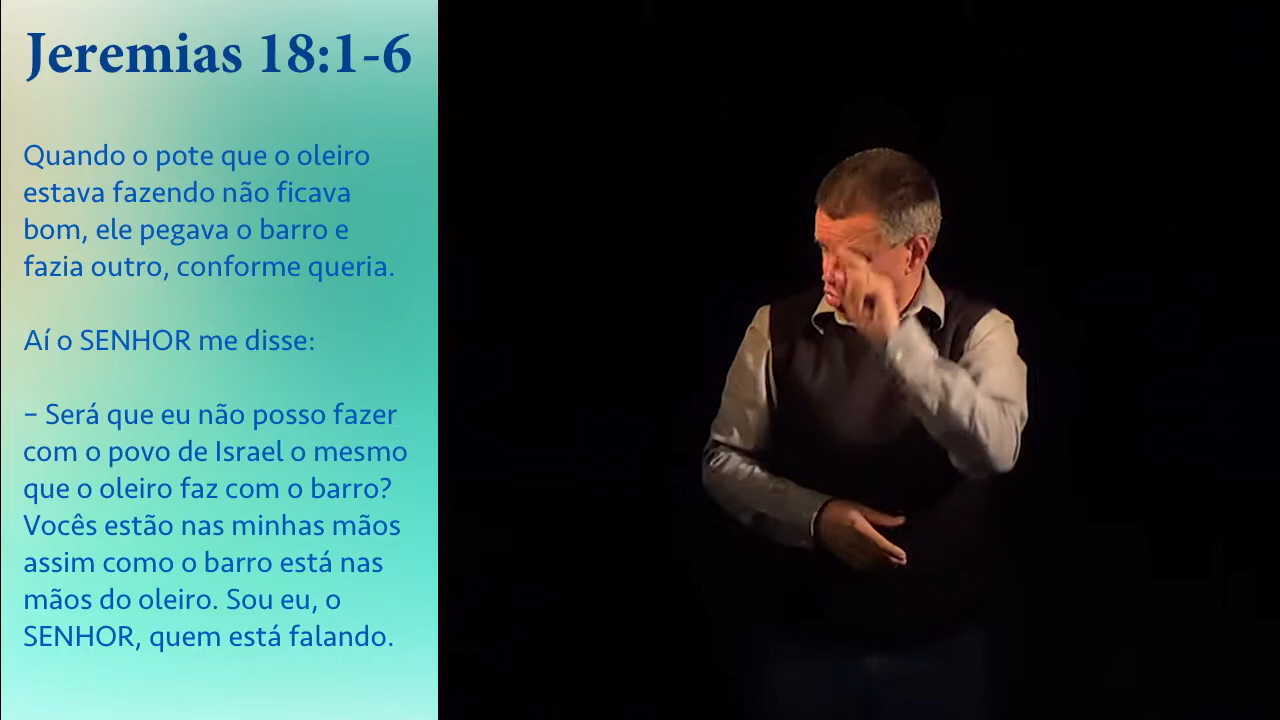 Jeremias 18:1-6
Quando o pote que o oleiro
estava fazendo não ficava
bom, ele pegava o barro e
fazia outro, conforme queria.
Aí o SENHOR me disse:
– Será que eu não posso fazer
com o povo de Israel o mesmo
que o oleiro faz com o barro?
Vocês estão nas minhas mãos
assim como o barro está nas
mãos do oleiro. Sou eu, o
SENHOR, quem está falando.